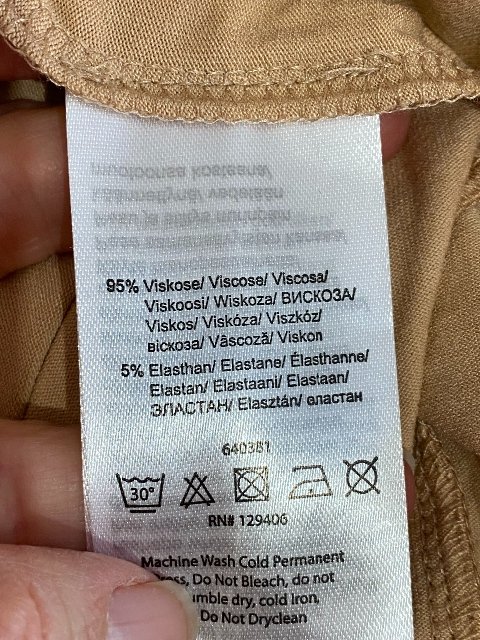 95% Viskose/ Viscose/ Viscosa/
Viskoosi/ Wiskoza/ ВИСКОЗА/
Viskos/ Viskóza/ Viszkóz/
віскоза/ Vâscoză/ Viskon
5% Elasthan/ Elastane/ Élasthanne/
Elastan/ Elastaani/ Elastaan/
ЭЛАСТАН/ Elasztán/ еластан
640381
30°
RN# 129406
Machine Wash Cold Permanent
Do Not Bleach, do not
dry, cold Iron,
Do Not Dryclean